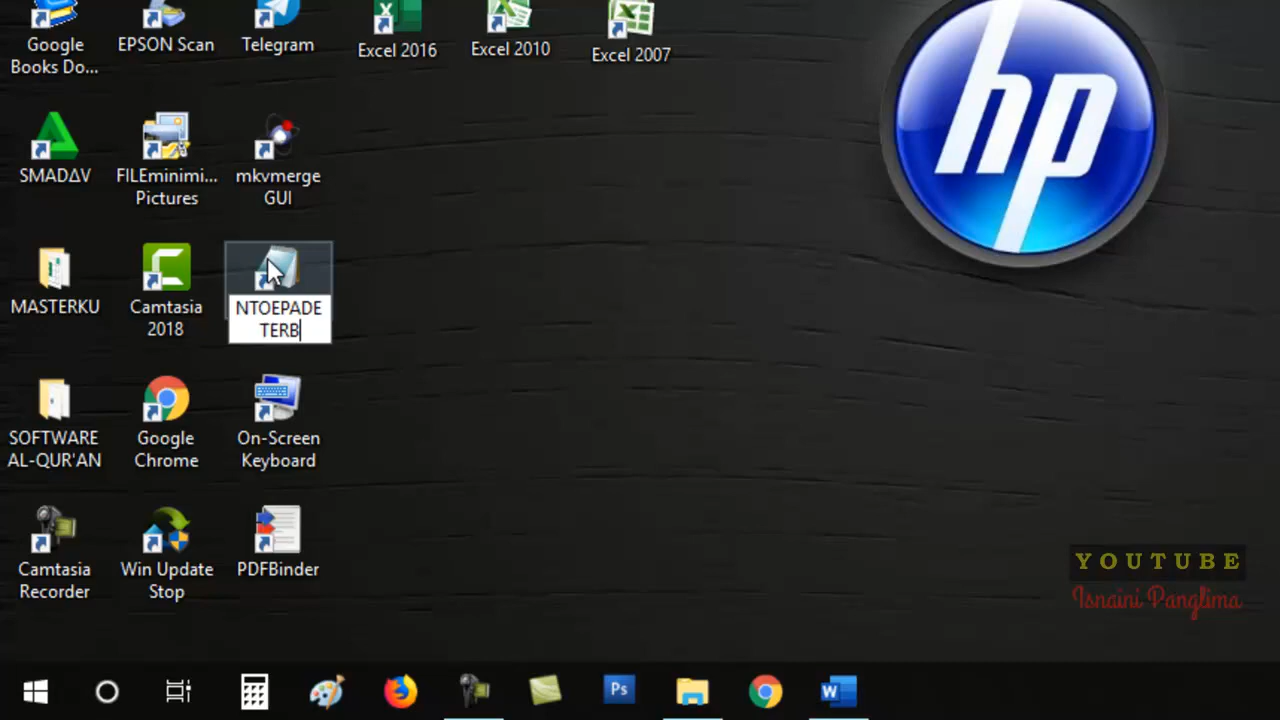 Google
Books Do...
EPSON Scan
Telegram
Excel 2016
Excel 2010
Excel 2007
hp
SMADΔV
FILEminimi...
Pictures
mkvmerge
GUI
MASTERKU
Camtasia
2018
NTOEPADE
TERB
SOFTWARE
AL-QUR'AN
Google
Chrome
On-Screen
Keyboard
Camtasia
Recorder
Win Update
Stop
PDFBinder
YOUTUBE
Isnaini Panglima
Ps
W